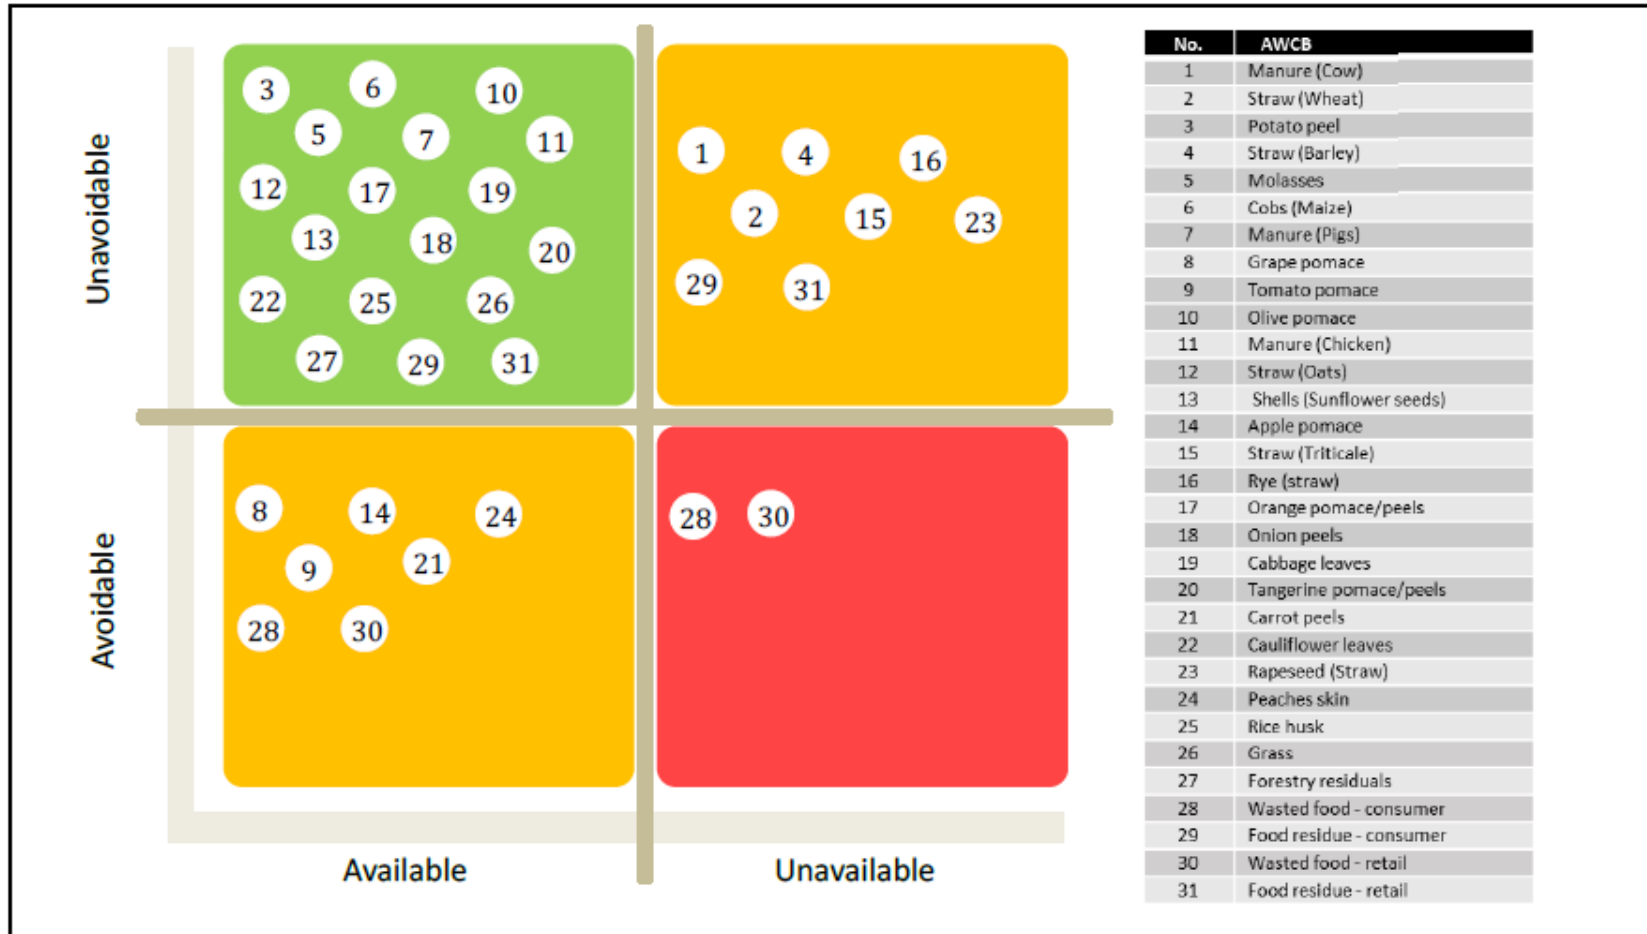 3
6
10
5
7
11
12
17
19
13
18
20
22
25
26
27
29
31
1
4
16
2
15
23
29
31
8
14
24
9
21
28
30
28
30
Unavoidable
Avoidable
Available
Unavailable
No. AWCB
1 Manure (Cow)
2 Straw (Wheat)
3 Potato peel
4 Straw (Barley)
5 Molasses
6 Cobs (Maize)
7 Manure (Pigs)
8 Grape pomace
9 Tomato pomace
10 Olive pomace
11 Manure (Chicken)
12 Straw (Oats)
13 Shells (Sunflower seeds)
14 Apple pomace
15 Straw (Triticale)
16 Rye (straw)
17 Orange pomace/peels
18 Onion peels
19 Cabbage leaves
20 Tangerine pomace/peels
21 Carrot peels
22 Cauliflower leaves
23 Rapeseed (Straw)
24 Peaches skin
25 Rice husk
26 Grass
27 Forestry residuals
28 Wasted food - consumer
29 Food residue - consumer
30 Wasted food - retail
31 Food residue - retail